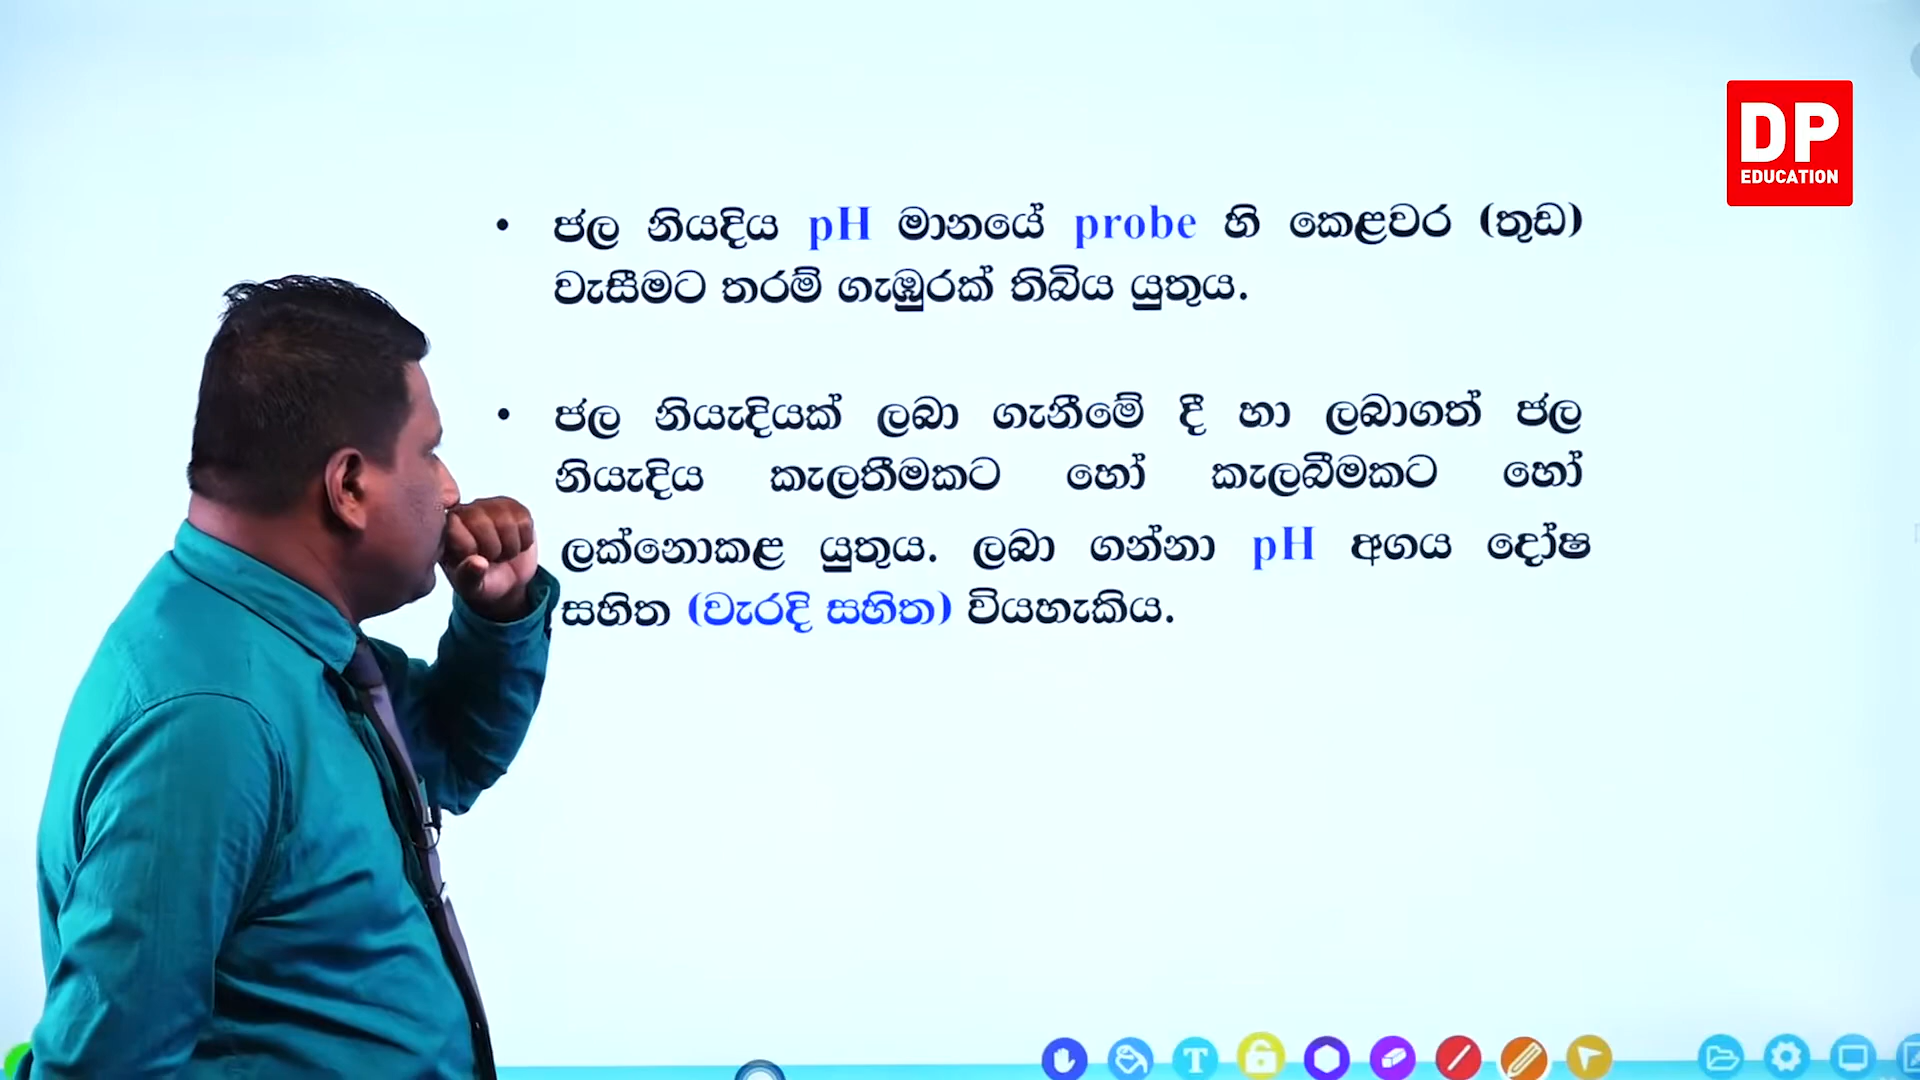 DP
EDUCATION
• ජල නියදිය pH මානයේ probe හි කෙළවර (තුඩ)
වැසීමට තරම් ගැඹුරක් තිබිය යුතුය.
• ජල නියැදියක් ලබා ගැනීමේ දී හා ලබාගත් ජල
නියැදිය කැලතීමකට හෝ කැලබීමකට හෝ
ලක්නොකළ යුතුය. ලබා ගන්නා pH අගය දෝෂ
සහිත (වැරදි සහිත) වියහැකිය.